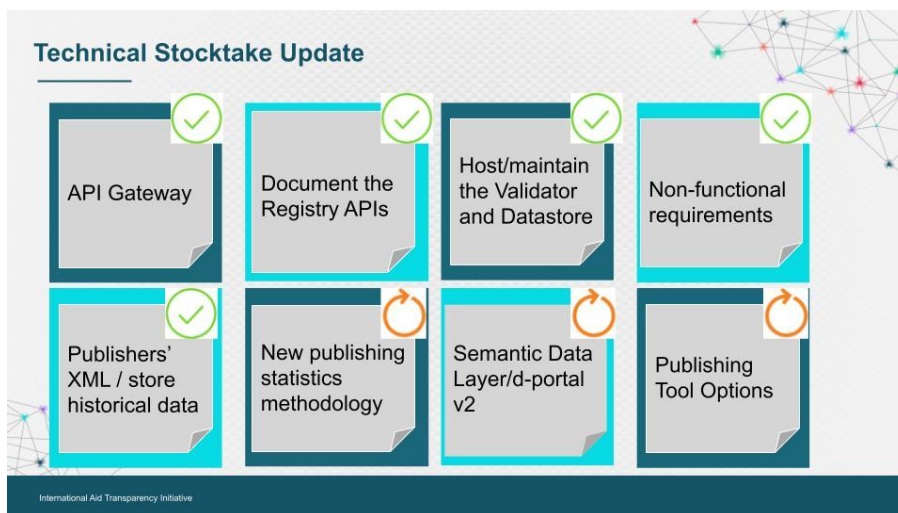 Technical Stocktake Update
API Gateway
Document the
Registry APIs
Host/maintain
the Validator
and Datastore
Non-functional
requirements
Publishers’
XML / store
historical data
New publishing
statistics
methodology
Semantic Data
Layer/d-portal
v2
Publishing
Tool Options
International Aid Transparency Initiative